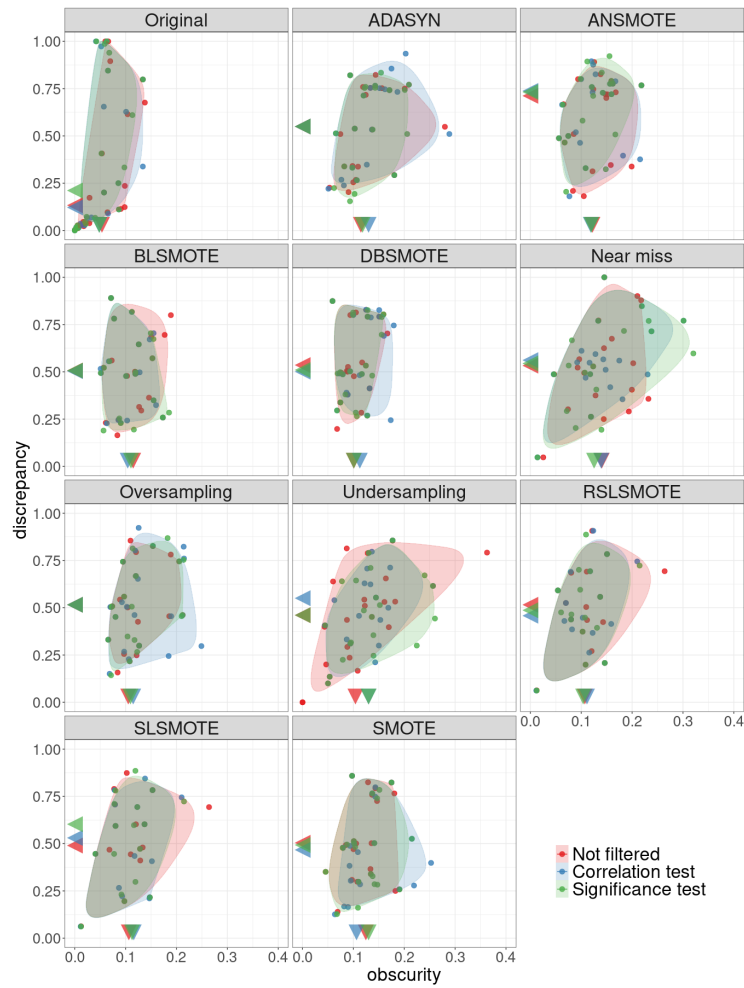 Original ADASYN ANSMOTE
1.00
0.75
0.50
0.25
0.00
BLSMOTE DBSMOTE Near miss
1.00
0.75
0.50
0.25
0.00
discrepancy
Oversampling Undersampling RSLSMOTE
1.00
0.75
0.50
0.25
0.00
0.0 0.1 0.2 0.3 0.4
SLSMOTE SMOTE
1.00
0.75
0.50
0.25
0.00
Not filtered
Correlation test
Significance test
0.0 0.1 0.2 0.3 0.4 0.0 0.1 0.2 0.3 0.4
obscurity